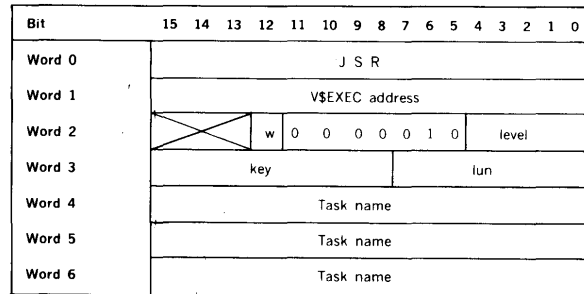 Bit 15 14 13 12 11 10 9 8 7 6 5 4 3 2 1 0
Word 0 J S R
Word 1 V$EXEC address
Word 2 w 0 0 0 0 0 1 0 level
Word 3 key lun
Word 4 Task name
Word 5 Task name
Word 6 Task name